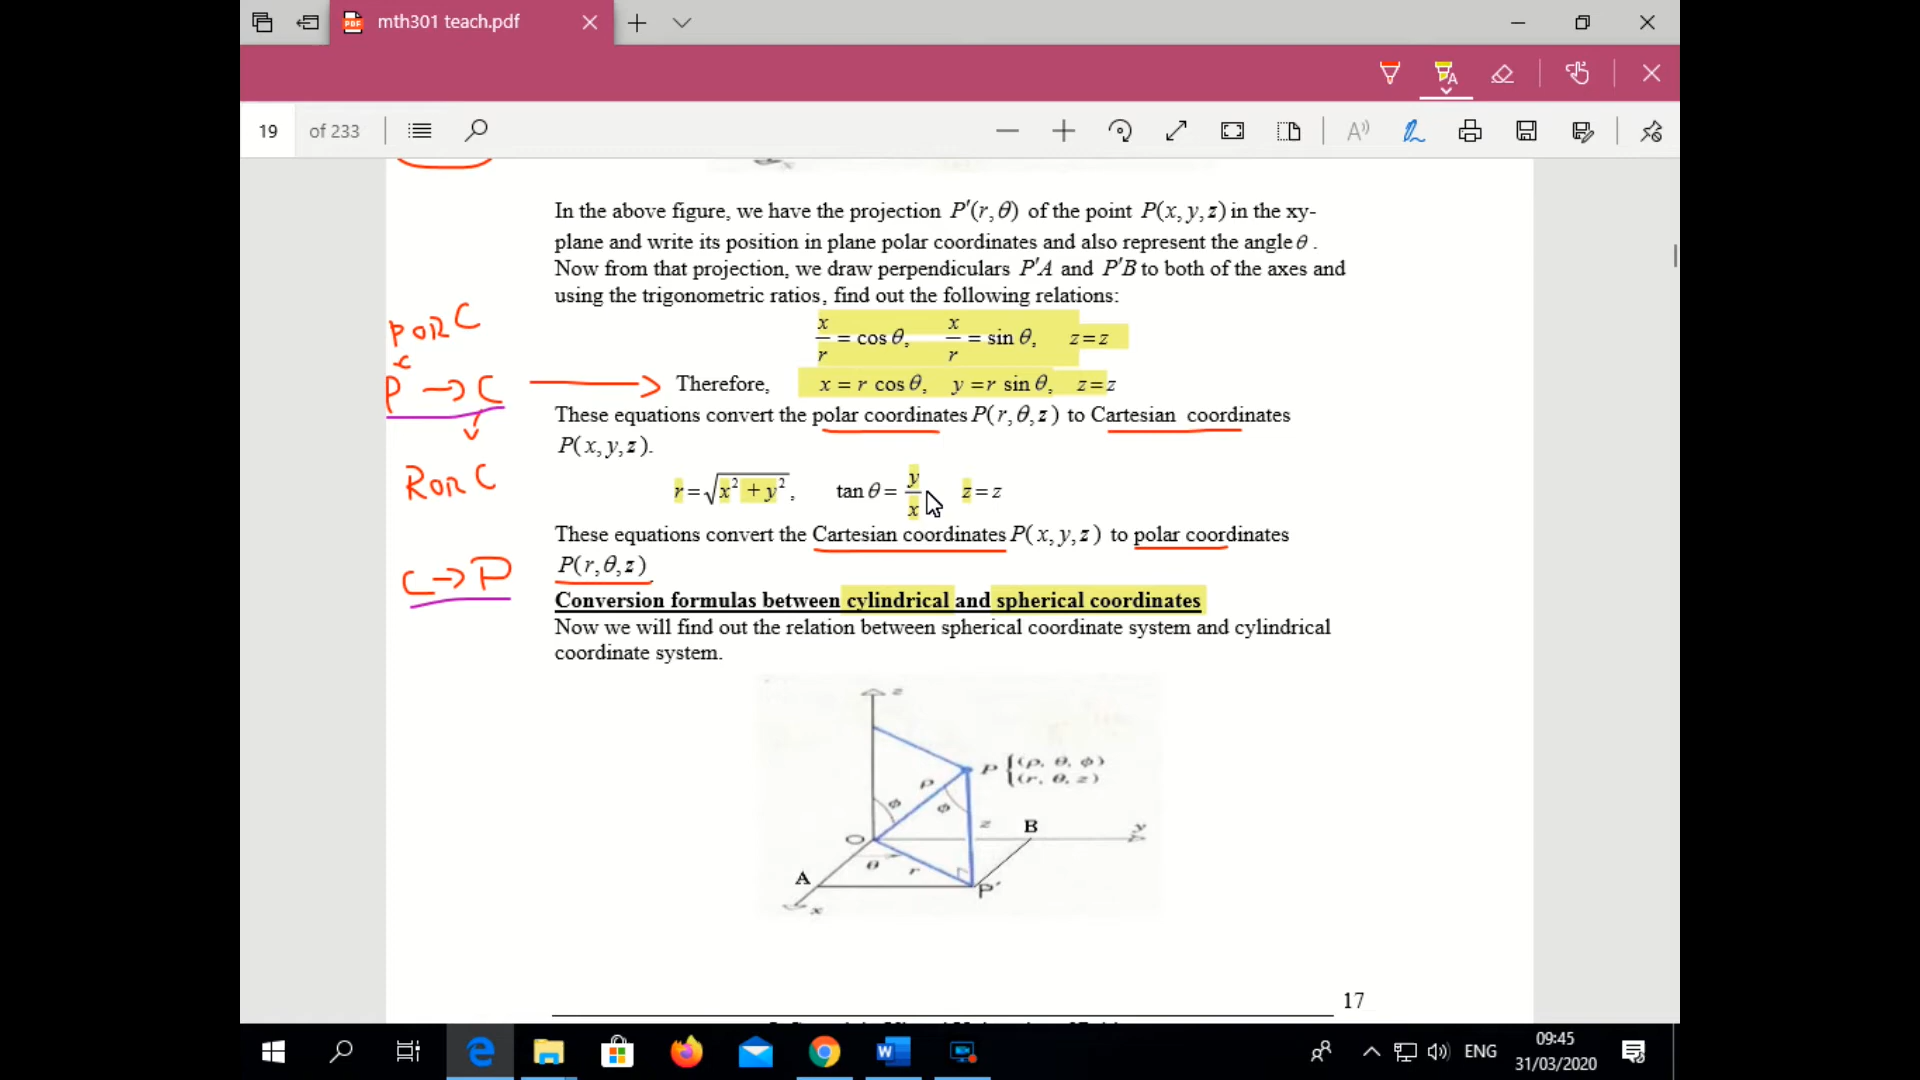 mth301 teach.pdf
19 of 233
In the above figure, we have the projection P′(r, θ) of the point P(x, y, z) in the xy-
plane and write its position in plane polar coordinates and also represent the angle θ .
Now from that projection, we draw perpendiculars P′A and P′B to both of the axes and
using the trigonometric ratios, find out the following relations:
x/r = cos θ, x/r = sin θ, z = z
Therefore, x = r cos θ, y = r sin θ, z = z
These equations convert the polar coordinates P(r, θ, z) to Cartesian coordinates
P(x, y, z).
r = √(x² + y²), tan θ = y/x z = z
These equations convert the Cartesian coordinates P(x, y, z) to polar coordinates
P(r, θ, z)
P OR C
P → C
R OR C
C → P
Conversion formulas between cylindrical and spherical coordinates
Now we will find out the relation between spherical coordinate system and cylindrical
coordinate system.
z
P { (ρ, θ, φ)
(r, θ, z)
ρ
φ
φ
z
B
y
O
θ
r
A
P′
x
17
ENG
09:45
31/03/2020